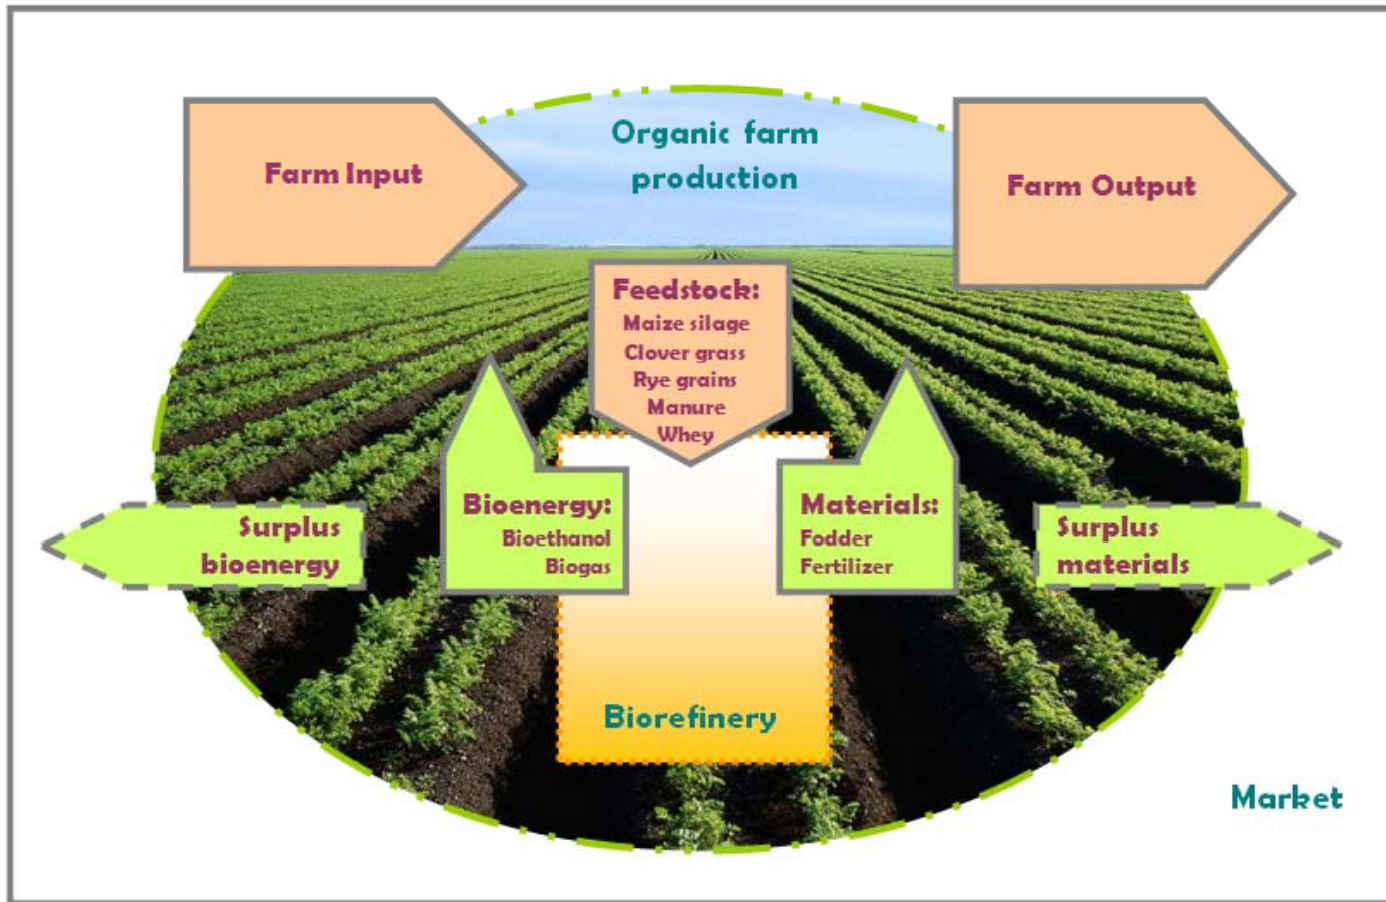 Organic farm
production
Farm Input
Farm Output
Feedstock:
Maize silage
Clover grass
Rye grains
Manure
Whey
Bioenergy:
Bioethanol
Biogas
Materials:
Fodder
Fertilizer
Surplus
bioenergy
Surplus
materials
Biorefinery
Market